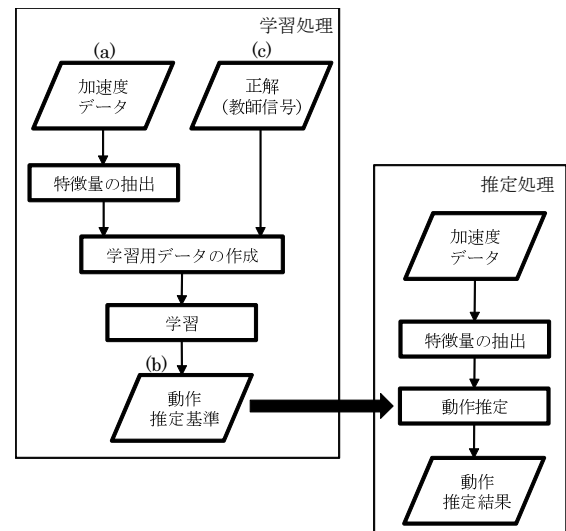 学習処理
(a)
(c)
加速度
データ
正解
(教師信号)
特徴量の抽出
学習用データの作成
学習
(b)
動作
推定基準
推定処理
加速度
データ
特徴量の抽出
動作推定
動作
推定結果